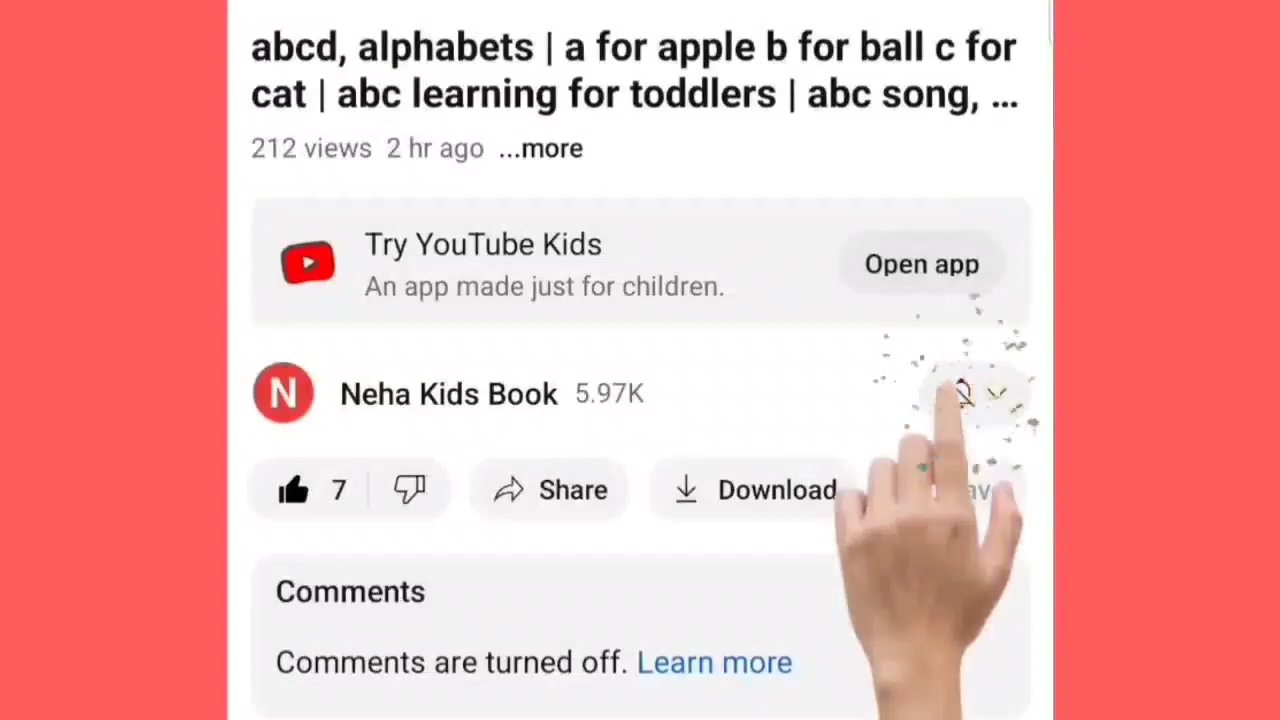 abcd, alphabets | a for apple b for ball c for
cat | abc learning for toddlers | abc song, ...
212 views 2 hr ago ...more
Try YouTube Kids
An app made just for children.
Open app
N
Neha Kids Book 5.97K
7
Share
Download
Comments
Comments are turned off. Learn more